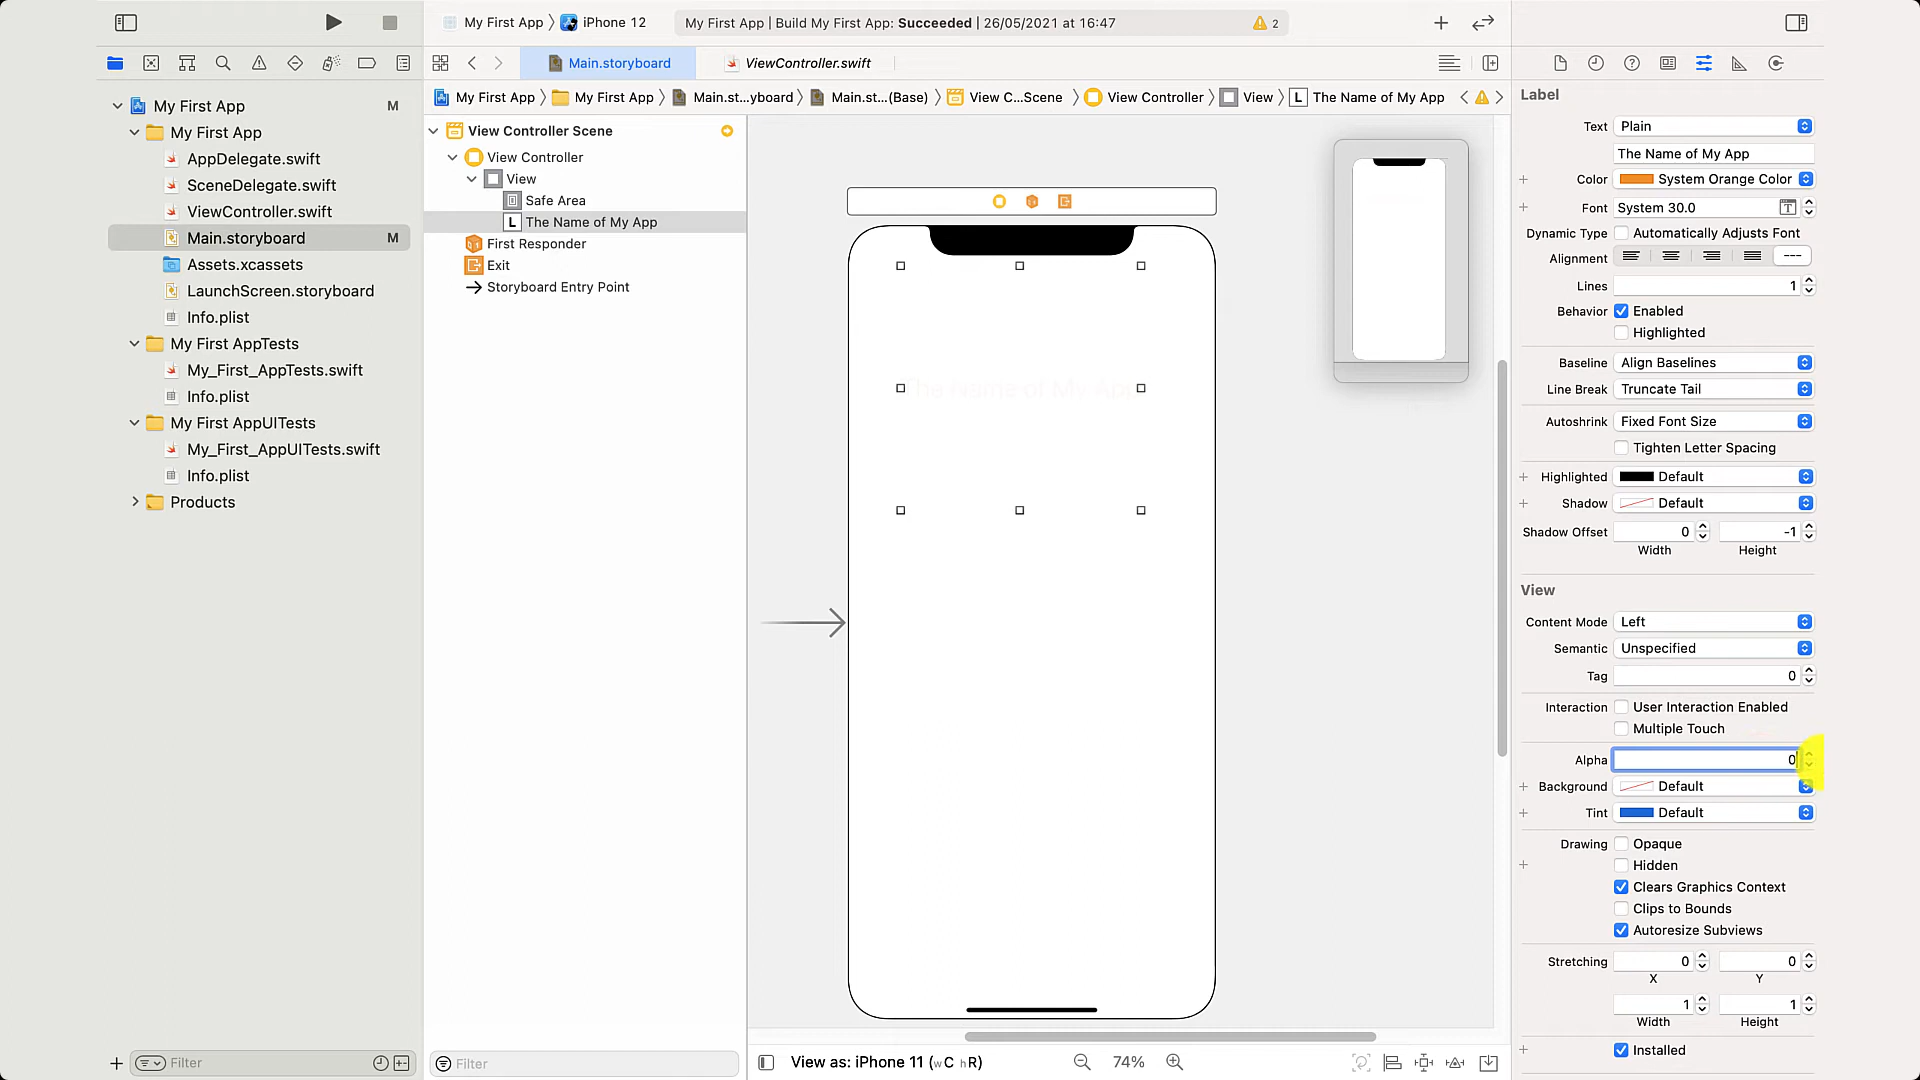 My First App
iPhone 12
My First App | Build My First App: Succeeded | 26/05/2021 at 16:47
2
Main.storyboard
ViewController.swift
My First App
My First App
Main.st...yboard
Main.st...(Base)
View C...Scene
View Controller
View
L
The Name of My App
My First App
M
My First App
AppDelegate.swift
SceneDelegate.swift
ViewController.swift
Main.storyboard
M
Assets.xcassets
LaunchScreen.storyboard
Info.plist
My First AppTests
My_First_AppTests.swift
Info.plist
My First AppUITests
My_First_AppUITests.swift
Info.plist
Products
Filter
View Controller Scene
View Controller
View
Safe Area
L
The Name of My App
First Responder
Exit
Storyboard Entry Point
Filter
The Name of My App
View as: iPhone 11 (wC hR)
74%
Label
Text
Plain
The Name of My App
Color
System Orange Color
Font
System 30.0
T
Dynamic Type
Automatically Adjusts Font
Alignment
Lines
1
Behavior
Enabled
Highlighted
Baseline
Align Baselines
Line Break
Truncate Tail
Autoshrink
Fixed Font Size
Tighten Letter Spacing
Highlighted
Default
Shadow
Default
Shadow Offset
0
-1
Width
Height
View
Content Mode
Left
Semantic
Unspecified
Tag
0
Interaction
User Interaction Enabled
Multiple Touch
Alpha
0
Background
Default
Tint
Default
Drawing
Opaque
Hidden
Clears Graphics Context
Clips to Bounds
Autoresize Subviews
Stretching
0
0
X
Y
1
1
Width
Height
Installed